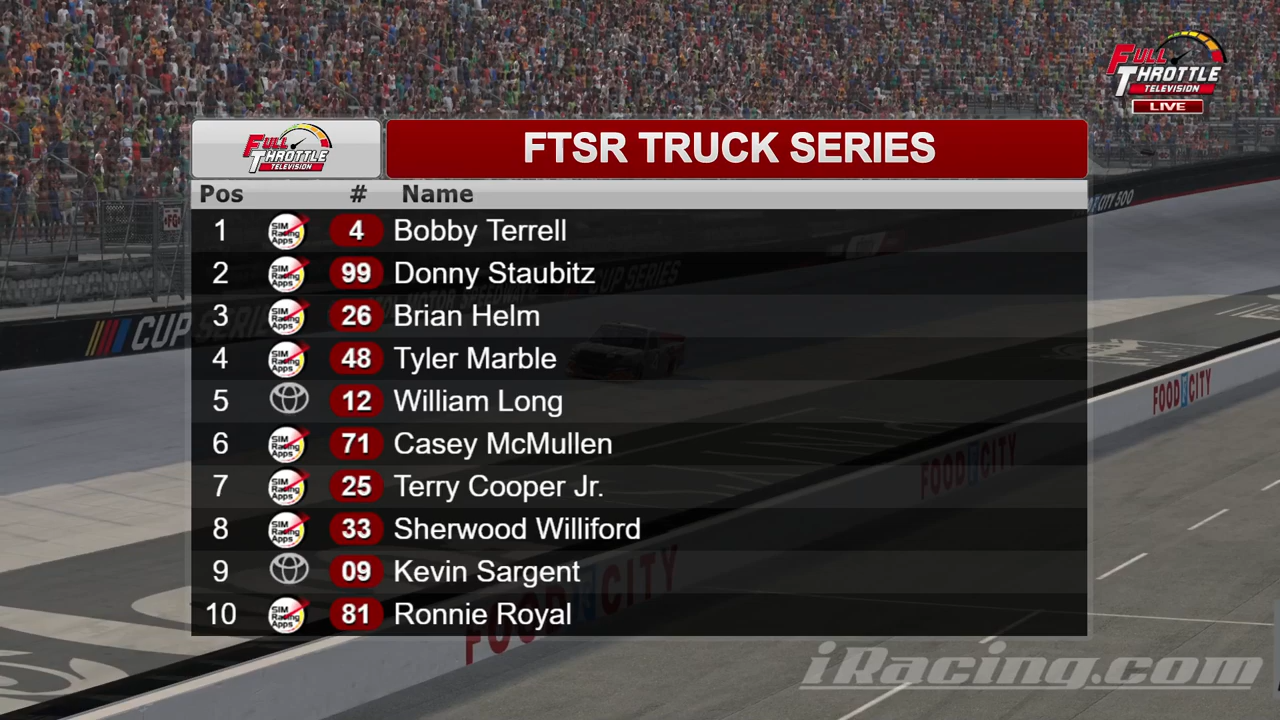 FULL THROTTLE TELEVISION
LIVE
FULL THROTTLE TELEVISION
FTSR TRUCK SERIES
Pos # Name
1 SIM Racing Apps 4 Bobby Terrell
2 SIM Racing Apps 99 Donny Staubitz
3 SIM Racing Apps 26 Brian Helm
4 SIM Racing Apps 48 Tyler Marble
5 12 William Long
6 SIM Racing Apps 71 Casey McMullen
7 SIM Racing Apps 25 Terry Cooper Jr.
8 SIM Racing Apps 33 Sherwood Williford
9 09 Kevin Sargent
10 SIM Racing Apps 81 Ronnie Royal
CITY 500
CUP SERIES
CUP SERIES
FOOD CITY
FOOD CITY
FOOD CITY
iRacing.com